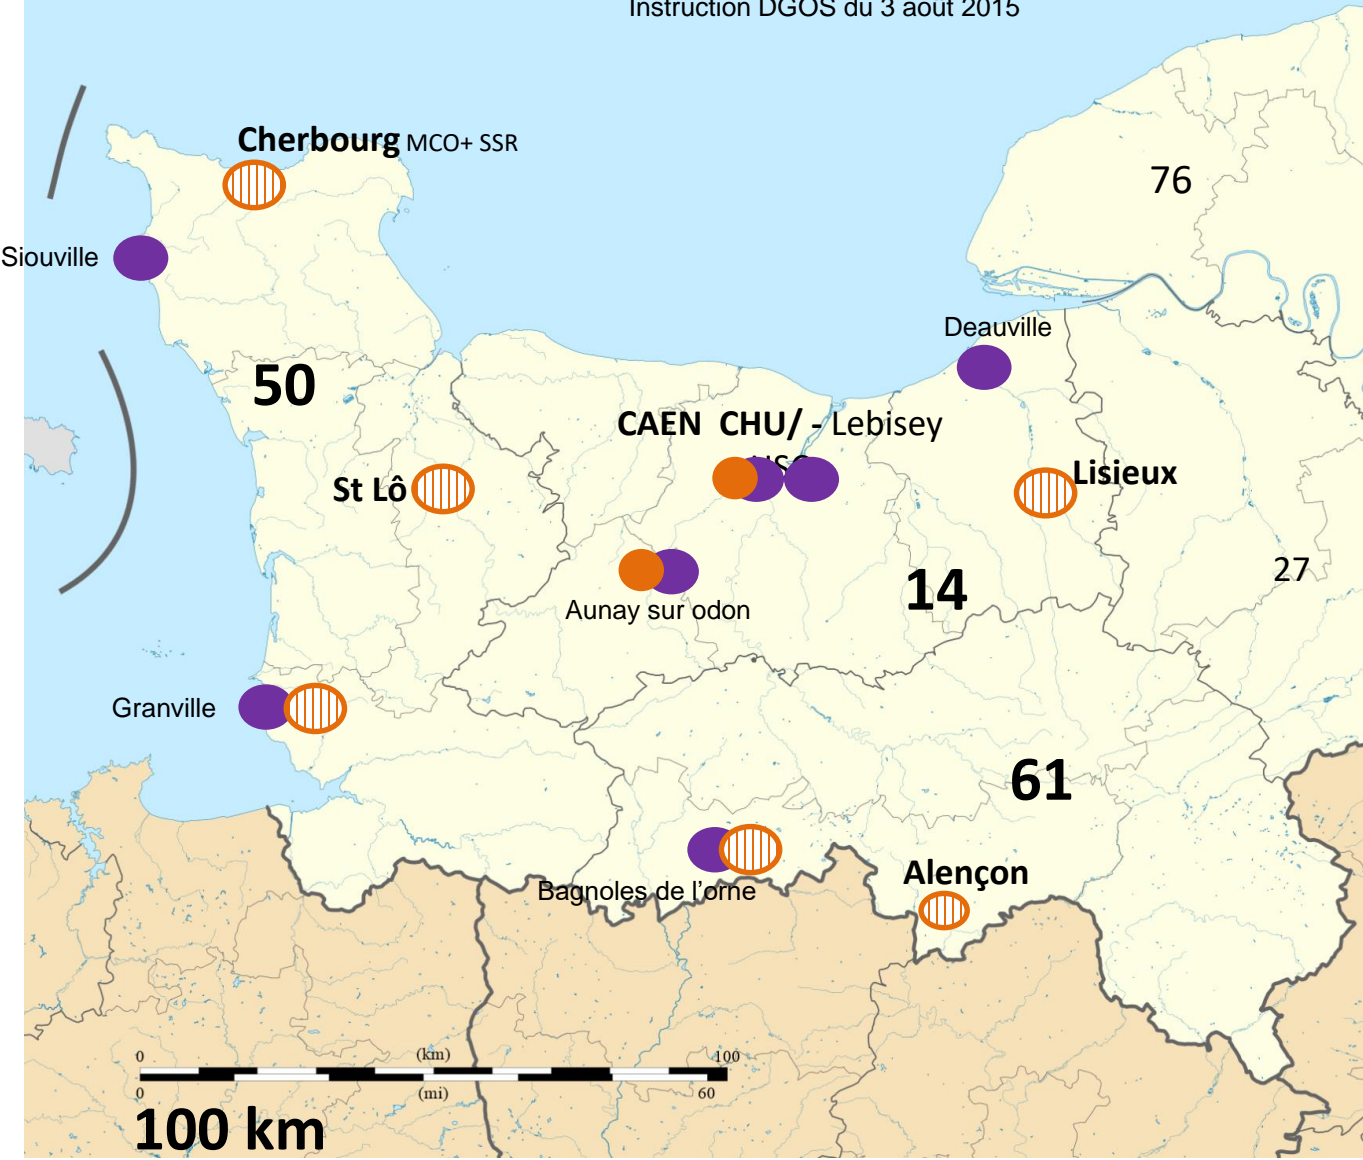 Instruction DGOS du 3 août 2015
Cherbourg MCO+ SSR
76
Siouville
Deauville
50
CAEN CHU/ - Lebisey
St Lô
Lisieux
27
14
Aunay sur odon
Granville
61
Alençon
Bagnoles de l'orne
0 (km) 100
0 (mi) 60
100 km